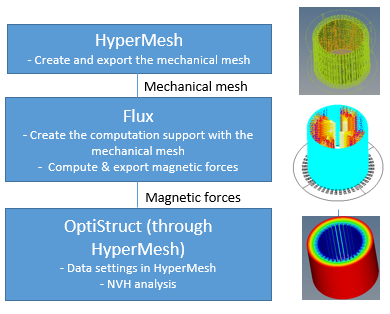 HyperMesh
- Create and export the mechanical mesh
Mechanical mesh
Flux
- Create the computation support with the
mechanical mesh
- Compute & export magnetic forces
Magnetic forces
OptiStruct (through
HyperMesh)
- Data settings in HyperMesh
- NVH analysis